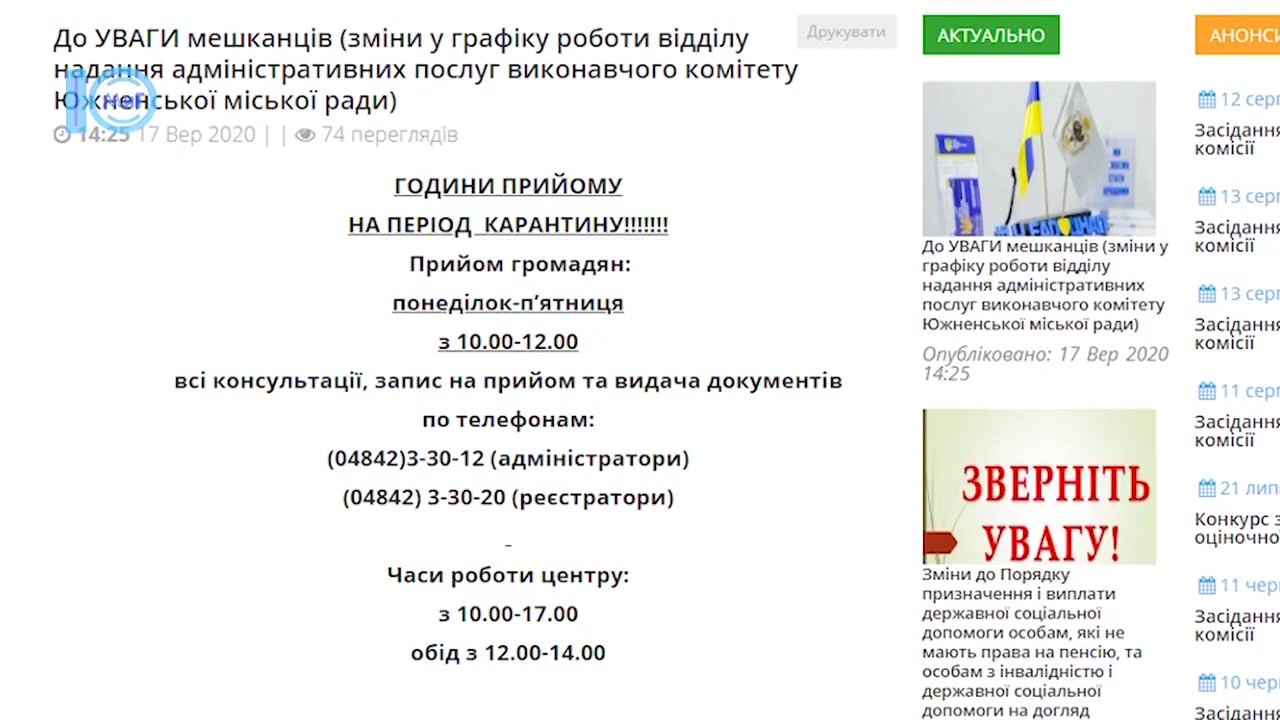 До УВАГИ мешканців (зміни у графіку роботи відділу
надання адміністративних послуг виконавчого комітету
Южненської міської ради)
14:25 17 Вер 2020 | | 74 переглядів
Друкувати
ГОДИНИ ПРИЙОМУ
НА ПЕРІОД КАРАНТИНУ!!!!!!!
Прийом громадян:
понеділок-п’ятниця
з 10.00-12.00
всі консультації, запис на прийом та видача документів
по телефонам:
(04842)3-30-12 (адміністратори)
(04842) 3-30-20 (реєстратори)
-
Часи роботи центру:
з 10.00-17.00
обід з 12.00-14.00
АКТУАЛЬНО
До УВАГИ мешканців (зміни у
графіку роботи відділу
надання адміністративних
послуг виконавчого комітету
Южненської міської ради)
Опубліковано: 17 Вер 2020
14:25
ЗВЕРНІТЬ
УВАГУ!
Зміни до Порядку
призначення і виплати
державної соціальної
допомоги особам, які не
мають права на пенсію, та
особам з інвалідністю і
державної соціальної
допомоги на догляд
АНОНСИ
12 серп
Засідання
комісії
13 серп
Засідання
комісії
13 серп
Засідання
комісії
11 серп
Засідання
комісії
21 лип
Конкурс з
оціночно
11 черв
Засідання
комісії
10 черв
Засідання